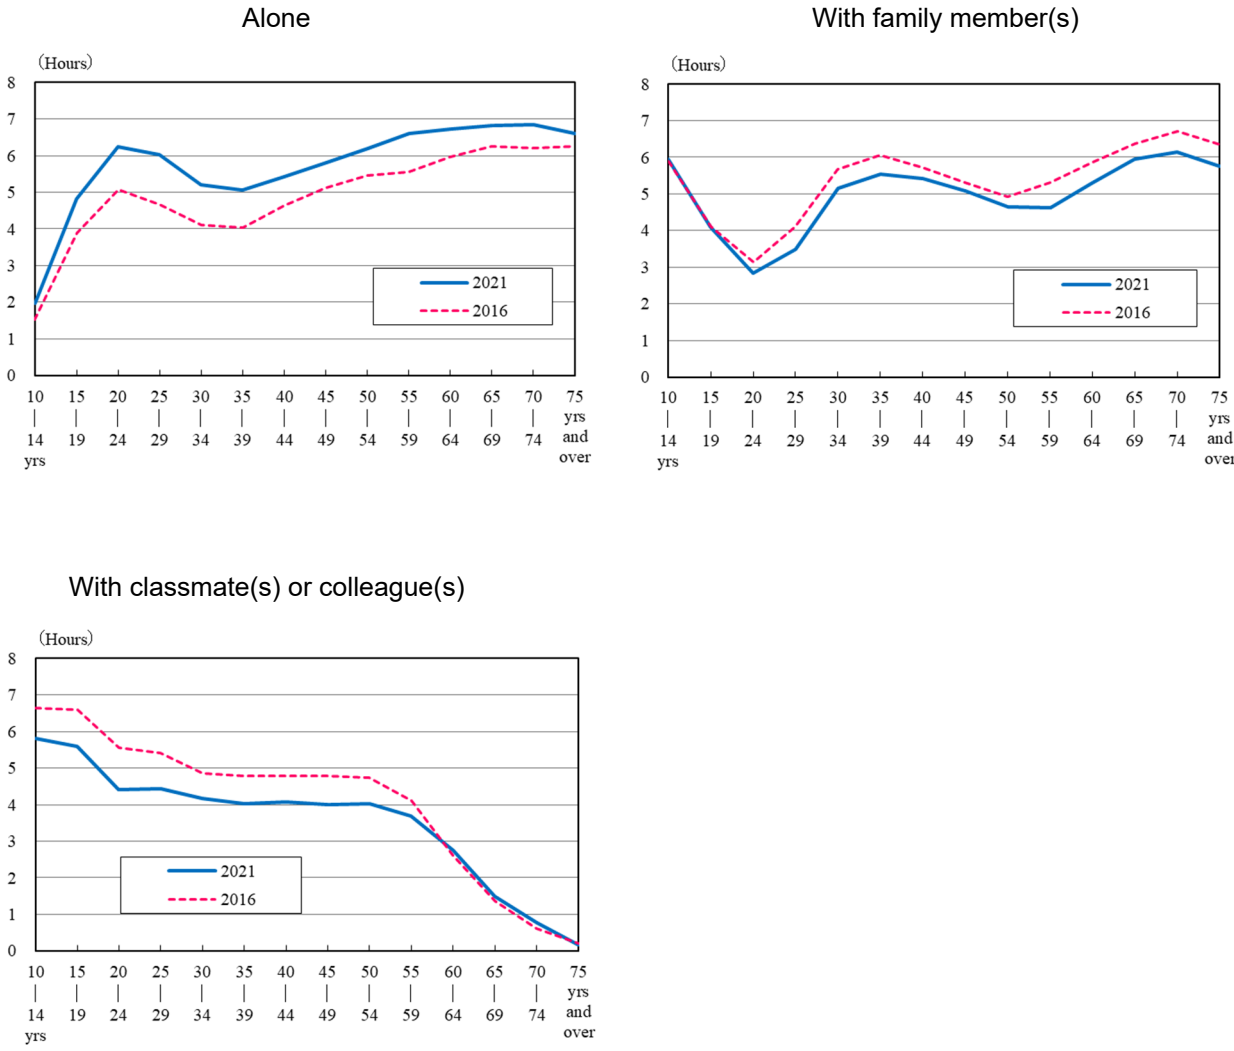 Alone
(Hours)
8
7
6
5
4
3
2
1
0
2021
2016
10 15 20 25 30 35 40 45 50 55 60 65 70 75
| | | | | | | | | | | | | yrs
14 19 24 29 34 39 44 49 54 59 64 69 74 and
yrs over
With family member(s)
(Hours)
8
7
6
5
4
3
2
1
0
2021
2016
10 15 20 25 30 35 40 45 50 55 60 65 70 75
| | | | | | | | | | | | | yrs
14 19 24 29 34 39 44 49 54 59 64 69 74 and
yrs over
With classmate(s) or colleague(s)
(Hours)
8
7
6
5
4
3
2
1
0
2021
2016
10 15 20 25 30 35 40 45 50 55 60 65 70 75
| | | | | | | | | | | | | yrs
14 19 24 29 34 39 44 49 54 59 64 69 74 and
yrs over